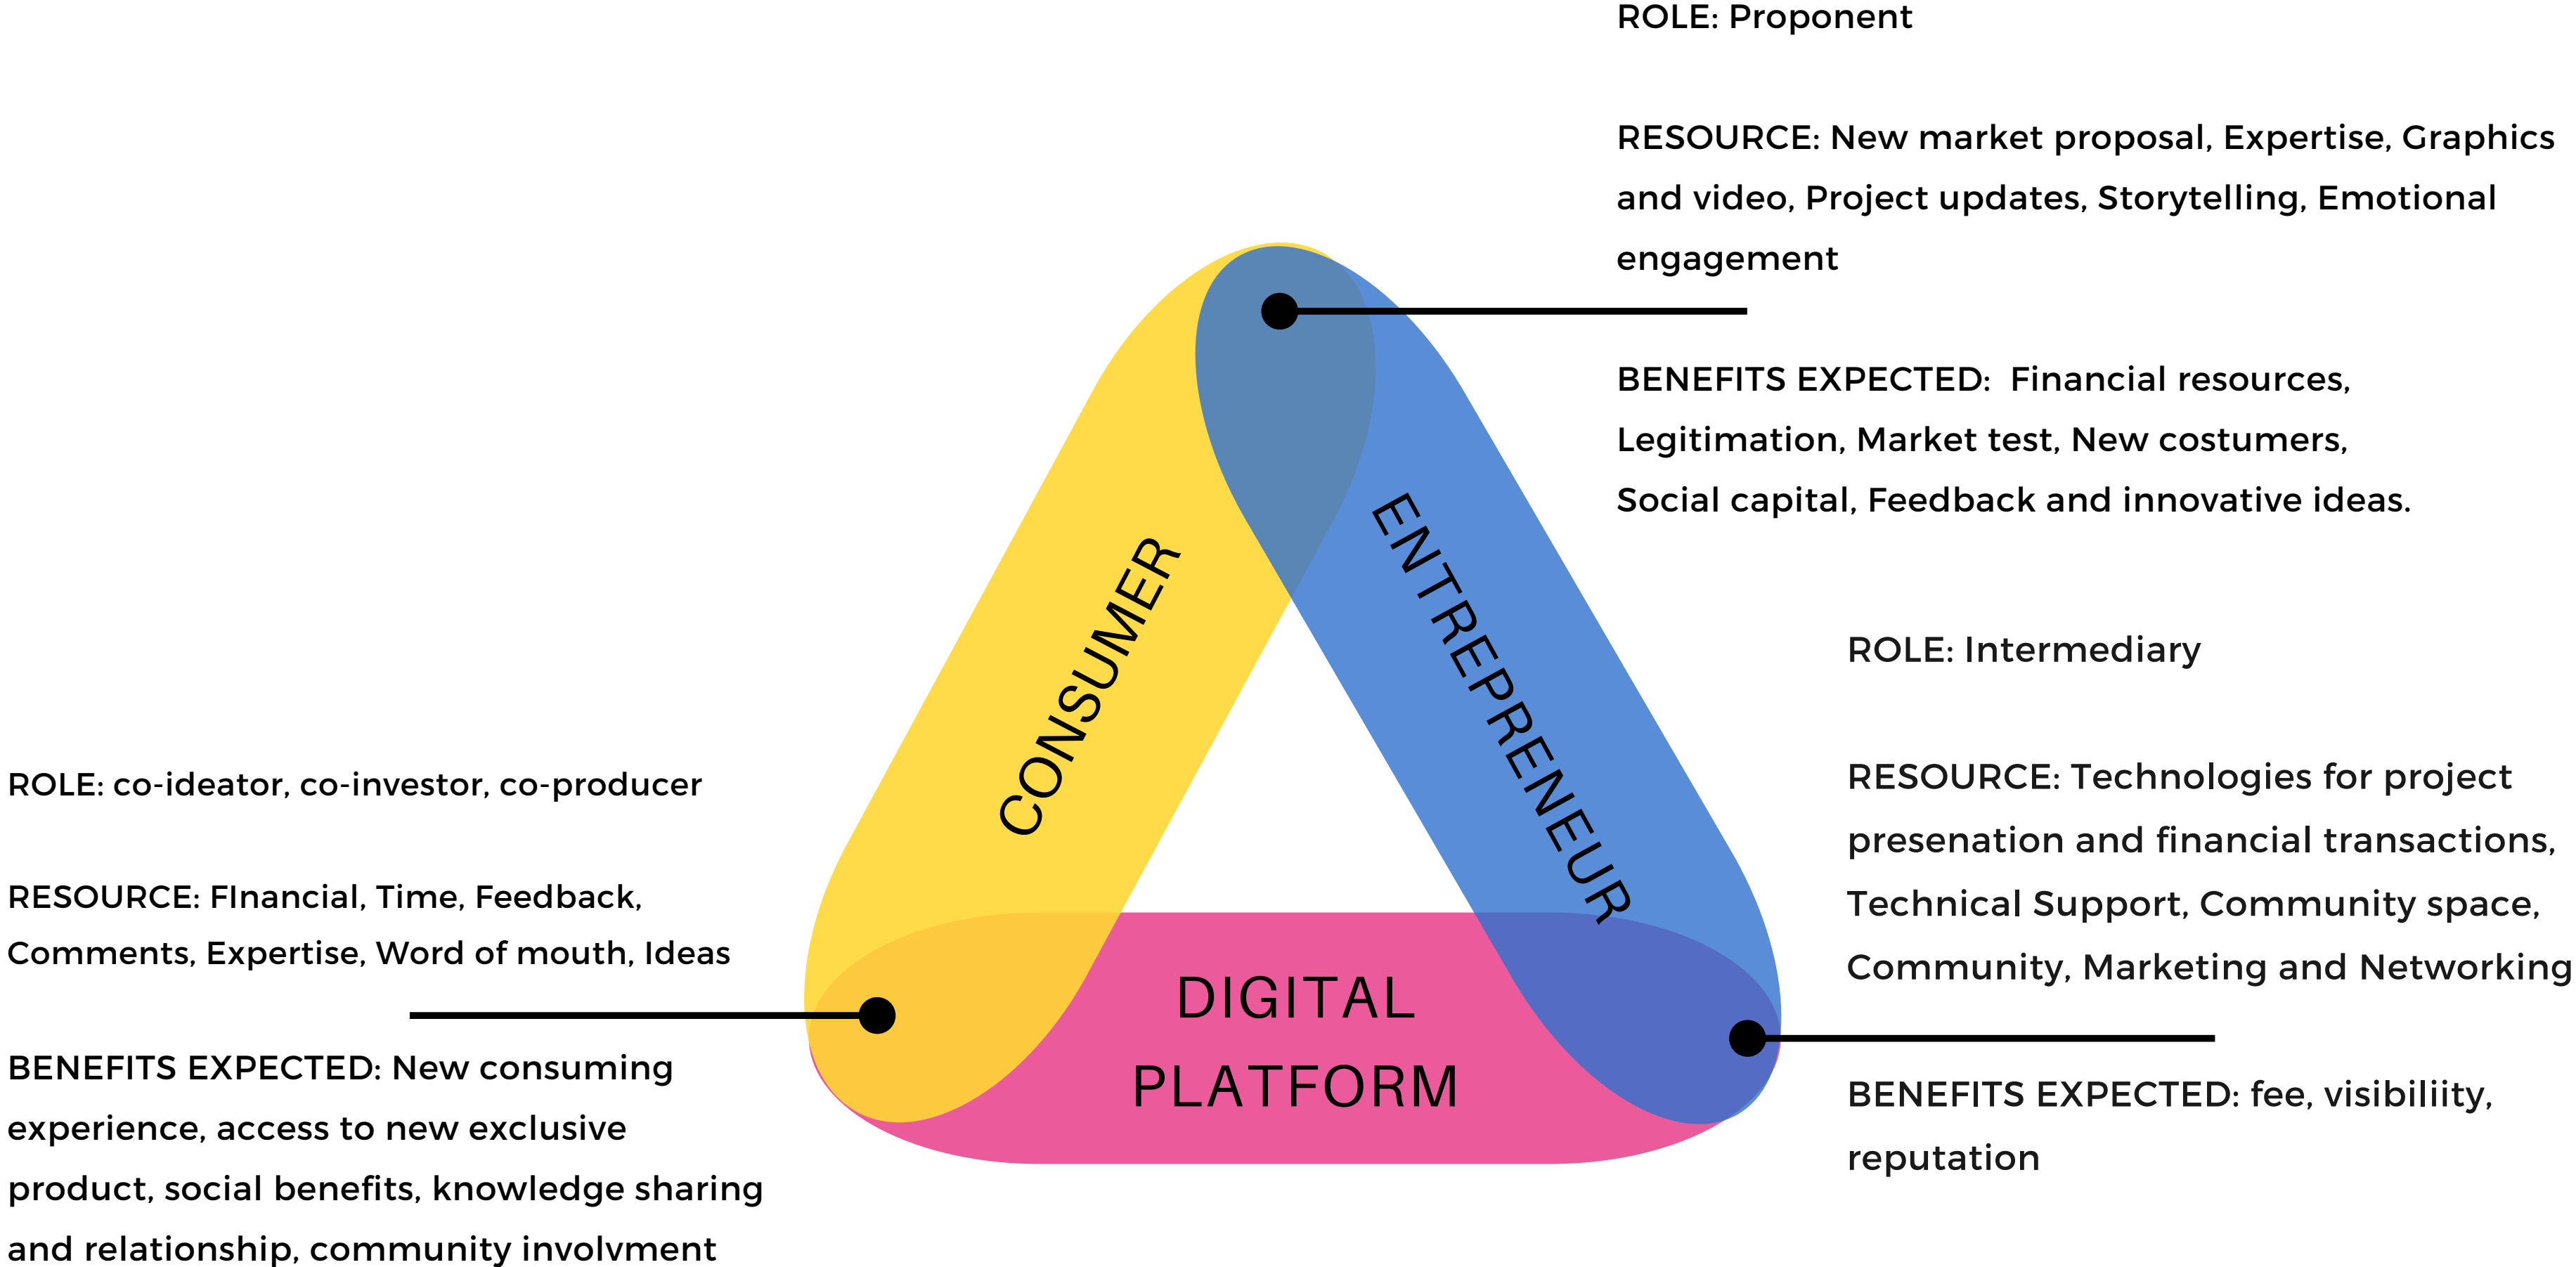 ROLE: Proponent
RESOURCE: New market proposal, Expertise, Graphics
and video, Project updates, Storytelling, Emotional
engagement
BENEFITS EXPECTED:  Financial resources,
Legitimation, Market test, New costumers,
Social capital, Feedback and innovative ideas.
CONSUMER
ENTREPRENEUR
DIGITAL
PLATFORM
ROLE: Intermediary
RESOURCE: Technologies for project
presenation and financial transactions,
Technical Support, Community space,
Community, Marketing and Networking
BENEFITS EXPECTED: fee, visibiliity,
reputation
ROLE: co-ideator, co-investor, co-producer
RESOURCE: FInancial, Time, Feedback,
Comments, Expertise, Word of mouth, Ideas
BENEFITS EXPECTED: New consuming
experience, access to new exclusive
product, social benefits, knowledge sharing
and relationship, community involvment